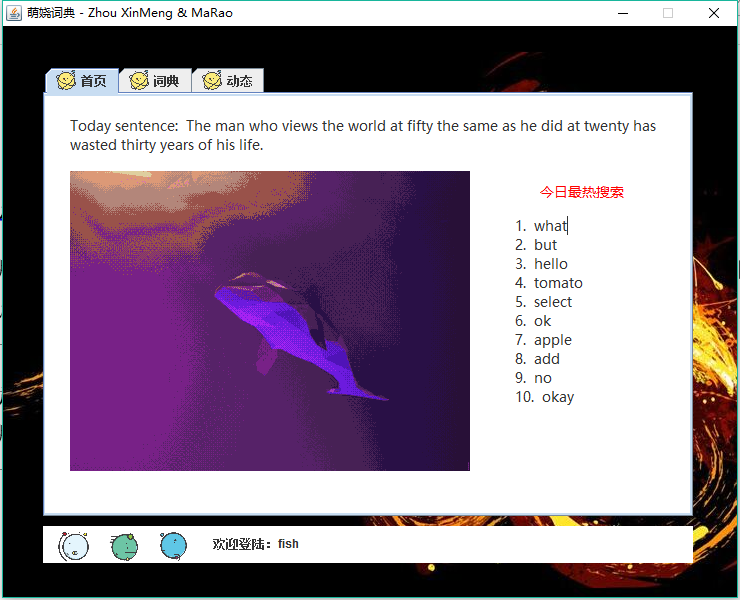 萌娆词典 - Zhou XinMeng & MaRao
首页 词典 动态
Today sentence:  The man who views the world at fifty the same as he did at twenty has
wasted thirty years of his life.
今日最热搜索
1. what
2. but
3. hello
4. tomato
5. select
6. ok
7. apple
8. add
9. no
10. okay
欢迎登陆：fish